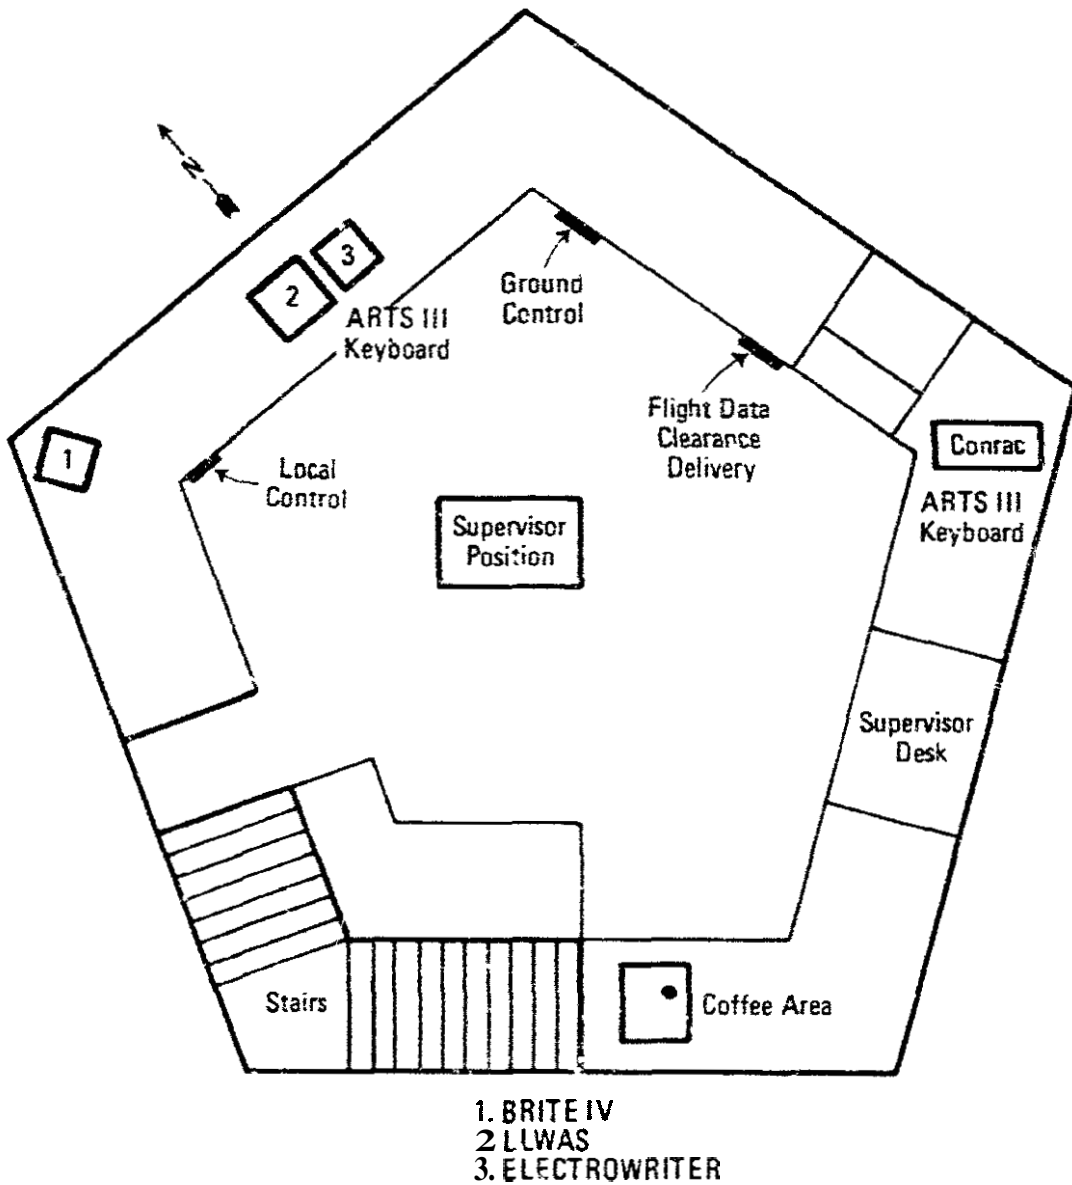 N
3
2
ARTS III
Keyboard
Ground
Control
1
Local
Control
Flight Data
Clearance
Delivery
Conrac
ARTS III
Keyboard
Supervisor
Position
Supervisor
Desk
Stairs
Coffee Area
1. BRITE IV
2 LLWAS
3. ELECTROWRITER